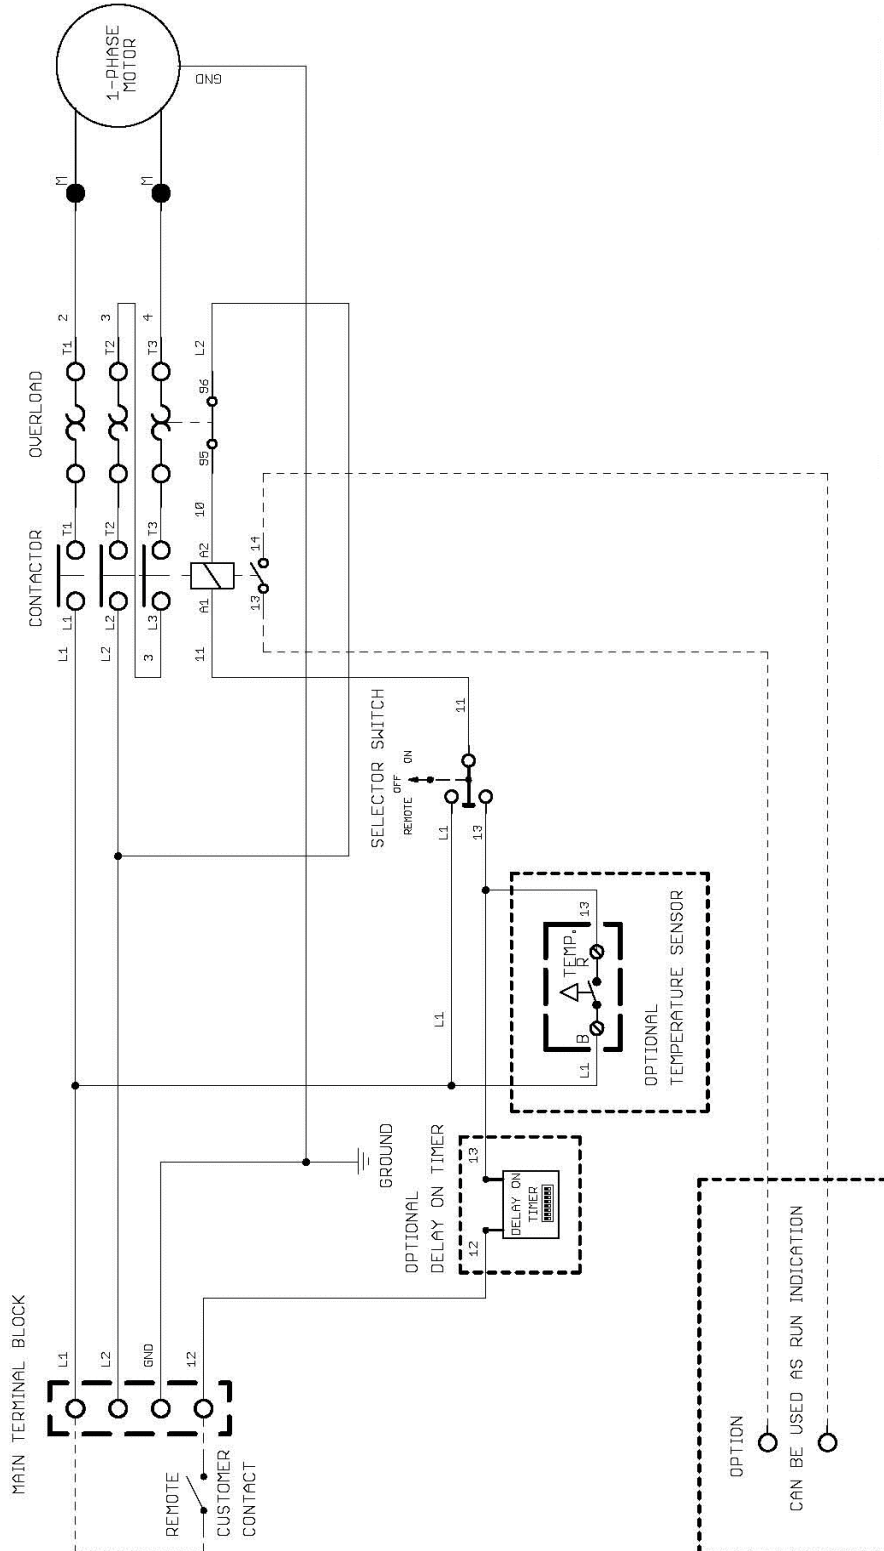 1-PHASE
MOTOR
GND
M
M
2
3
4
T1
T2
T3
L2
96
95
OVERLOAD
10
T1
T2
T3
A2
14
CONTACTOR
L1
L2
L3
A1
13
L1
L2
3
11
SELECTOR SWITCH
REMOTE
OFF
ON
11
L1
13
L1
13
TEMP.
R
B
L1
OPTIONAL
TEMPERATURE SENSOR
GROUND
OPTIONAL
DELAY ON TIMER
13
12
DELAY ON
TIMER
MAIN TERMINAL BLOCK
L1
L2
GND
12
REMOTE
CUSTOMER
CONTACT
OPTION
CAN BE USED AS RUN INDICATION